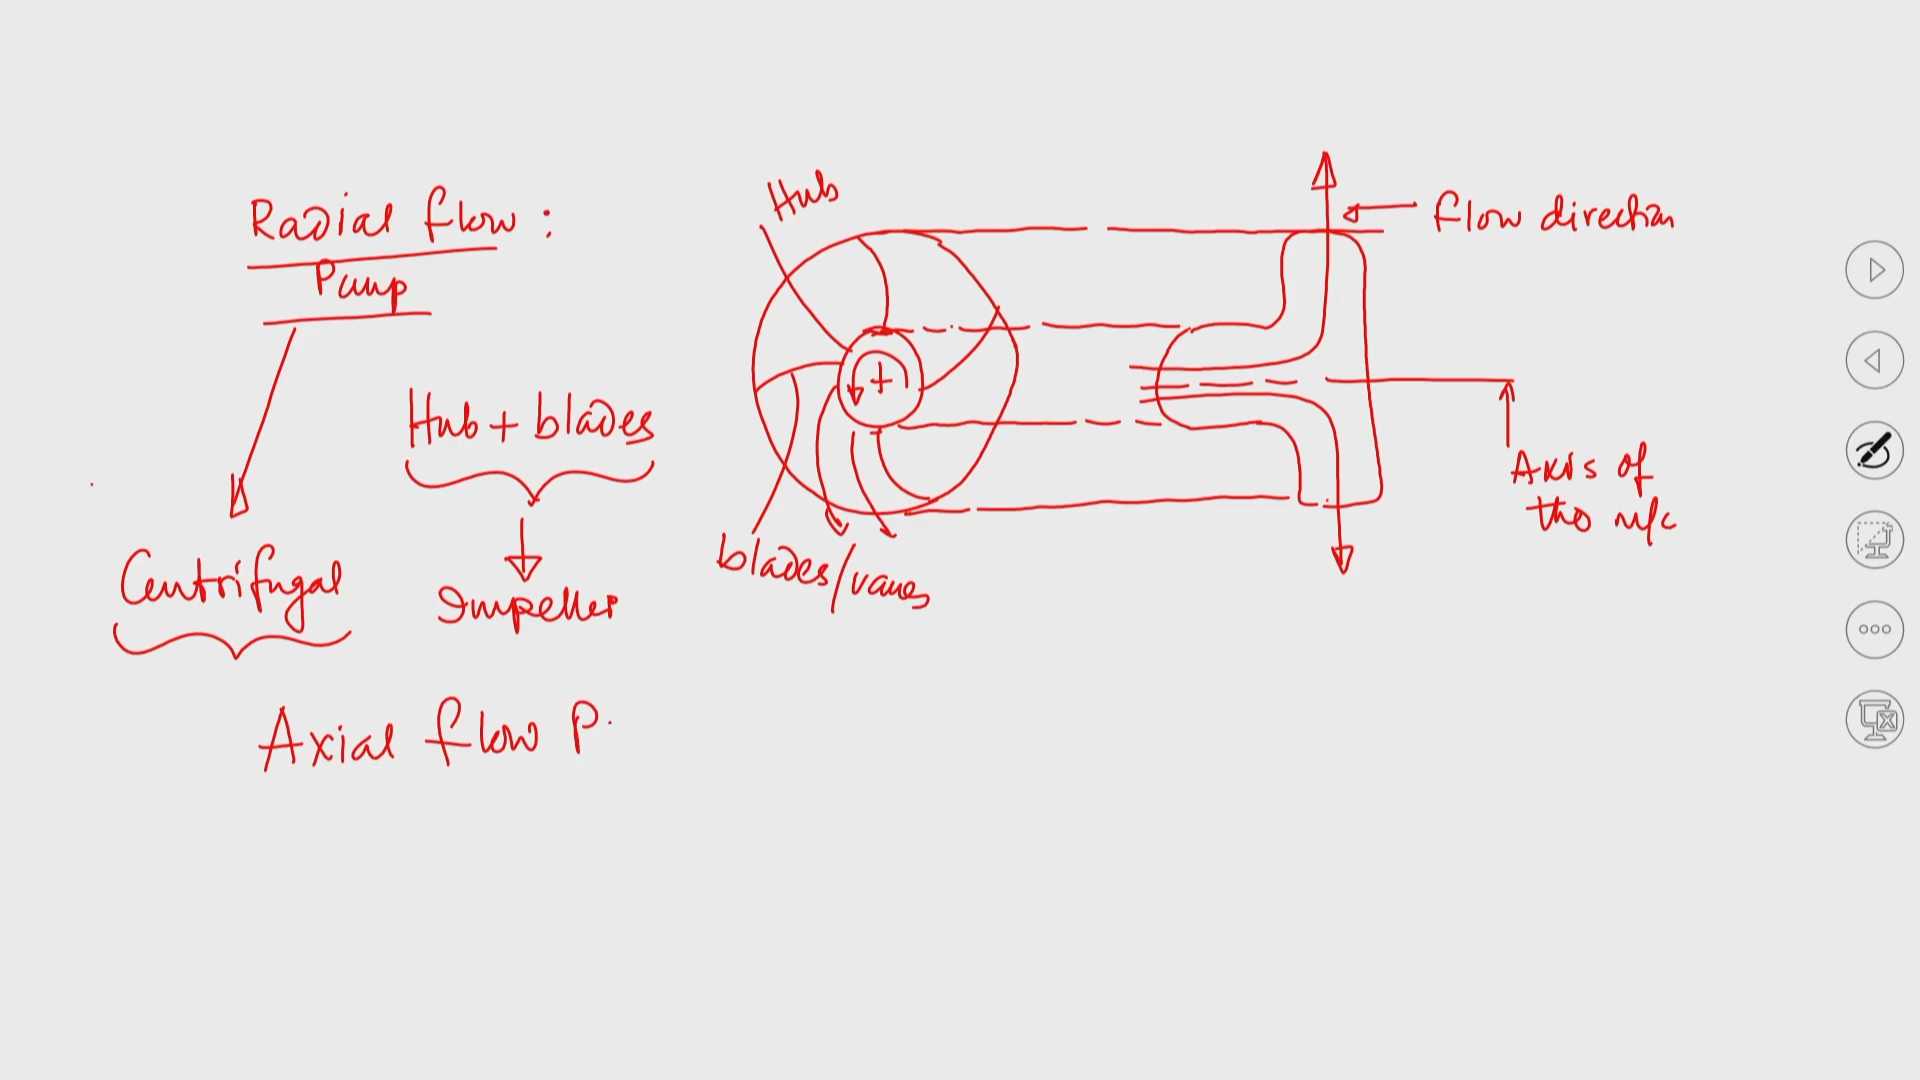 Radial flow :
Pump
Hub + blades
Centrifugal
Impeller
Axial flow P.
Hub
blades/vanes
flow direction
Axis of
the m/c